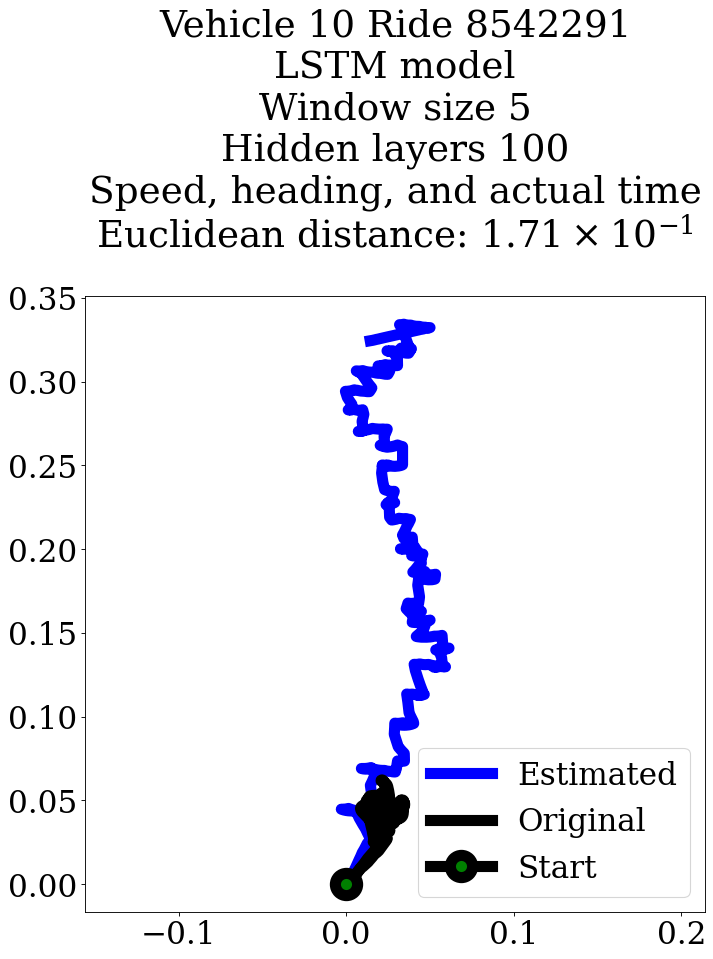 Vehicle 10 Ride 8542291
LSTM model
Window size 5
Hidden layers 100
Speed, heading, and actual time
Euclidean distance: 1.71 × 10⁻¹
0.35
0.30
0.25
0.20
0.15
0.10
0.05
0.00
Estimated
Original
Start
−0.1
0.0
0.1
0.2